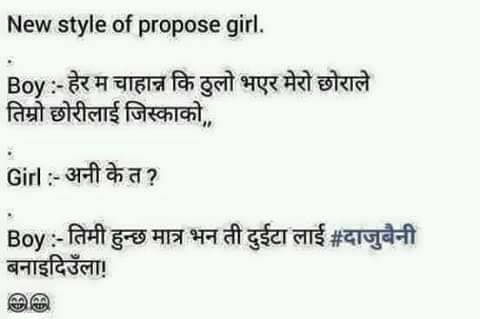 New style of propose girl.
.
Boy :- हेर म चाहान्न कि ठुलो भएर मेरो छोराले
तिम्रो छोरीलाई जिस्काको,,
.
Girl :- अनी के त ?
.
Boy :- तिमी हुन्छ मात्र भन ती दुईटा लाई #दाजुबैनी
बनाइदिउँला!
😂😂